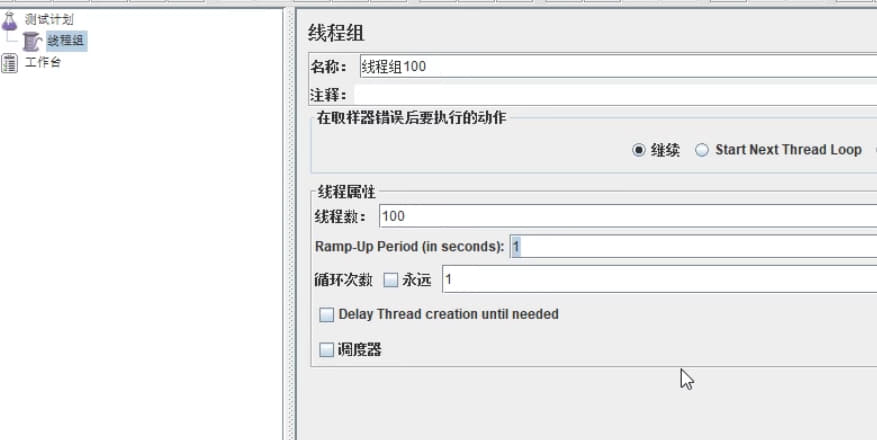 测试计划
线程组
工作台
线程组
名称： 线程组100
注释：
在取样器错误后要执行的动作
继续 Start Next Thread Loop
线程属性
线程数： 100
Ramp-Up Period (in seconds): 1
循环次数 永远 1
Delay Thread creation until needed
调度器